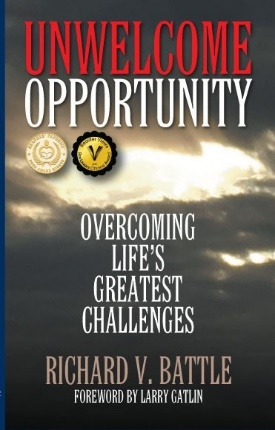 UNWELCOME
OPPORTUNITY
OVERCOMING
LIFE'S
GREATEST
CHALLENGES
RICHARD V. BATTLE
FOREWORD BY LARRY GATLIN